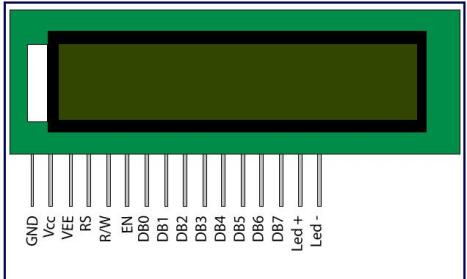 GND
Vcc
VEE
RS
R/W
EN
DB0
DB1
DB2
DB3
DB4
DB5
DB6
DB7
Led +
Led -